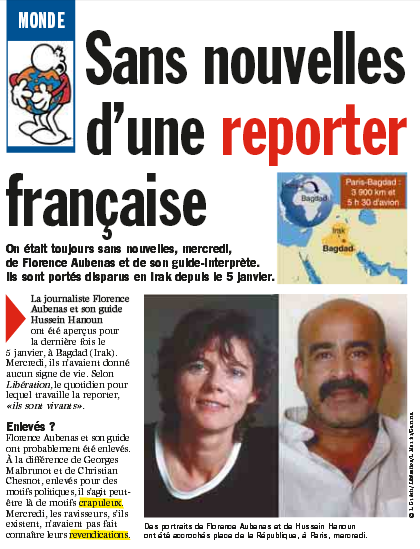 MONDE
Sans nouvelles
d'une reporter
française
Paris-Bagdad :
3 900 km et
5 h 30 d'avion
Bagdad
Irak
Bagdad
On était toujours sans nouvelles, mercredi,
de Florence Aubenas et de son guide-interprète.
Ils sont portés disparus en Irak depuis le 5 janvier.
La journaliste Florence
Aubenas et son guide
Hussein Hanoun
ont été aperçus pour
la dernière fois le
5 janvier, à Bagdad (Irak).
Mercredi, ils n'avaient donné
aucun signe de vie. Selon
Libération, le quotidien pour
lequel travaille la reporter,
«ils sont vivants».
Enlevés ?
Florence Aubenas et son guide
ont probablement été enlevés.
À la différence de Georges
Malbrunot et de Christian
Chesnot, enlevés pour des
motifs politiques, il s'agit peut-
être là de motifs crapuleux.
Mercredi, les ravisseurs, s'ils
existent, n'avaient pas fait
connaître leurs revendications.
Des portraits de Florence Aubenas et de Hussein Hanoun
ont été accrochés place de la République, à Paris, mercredi.